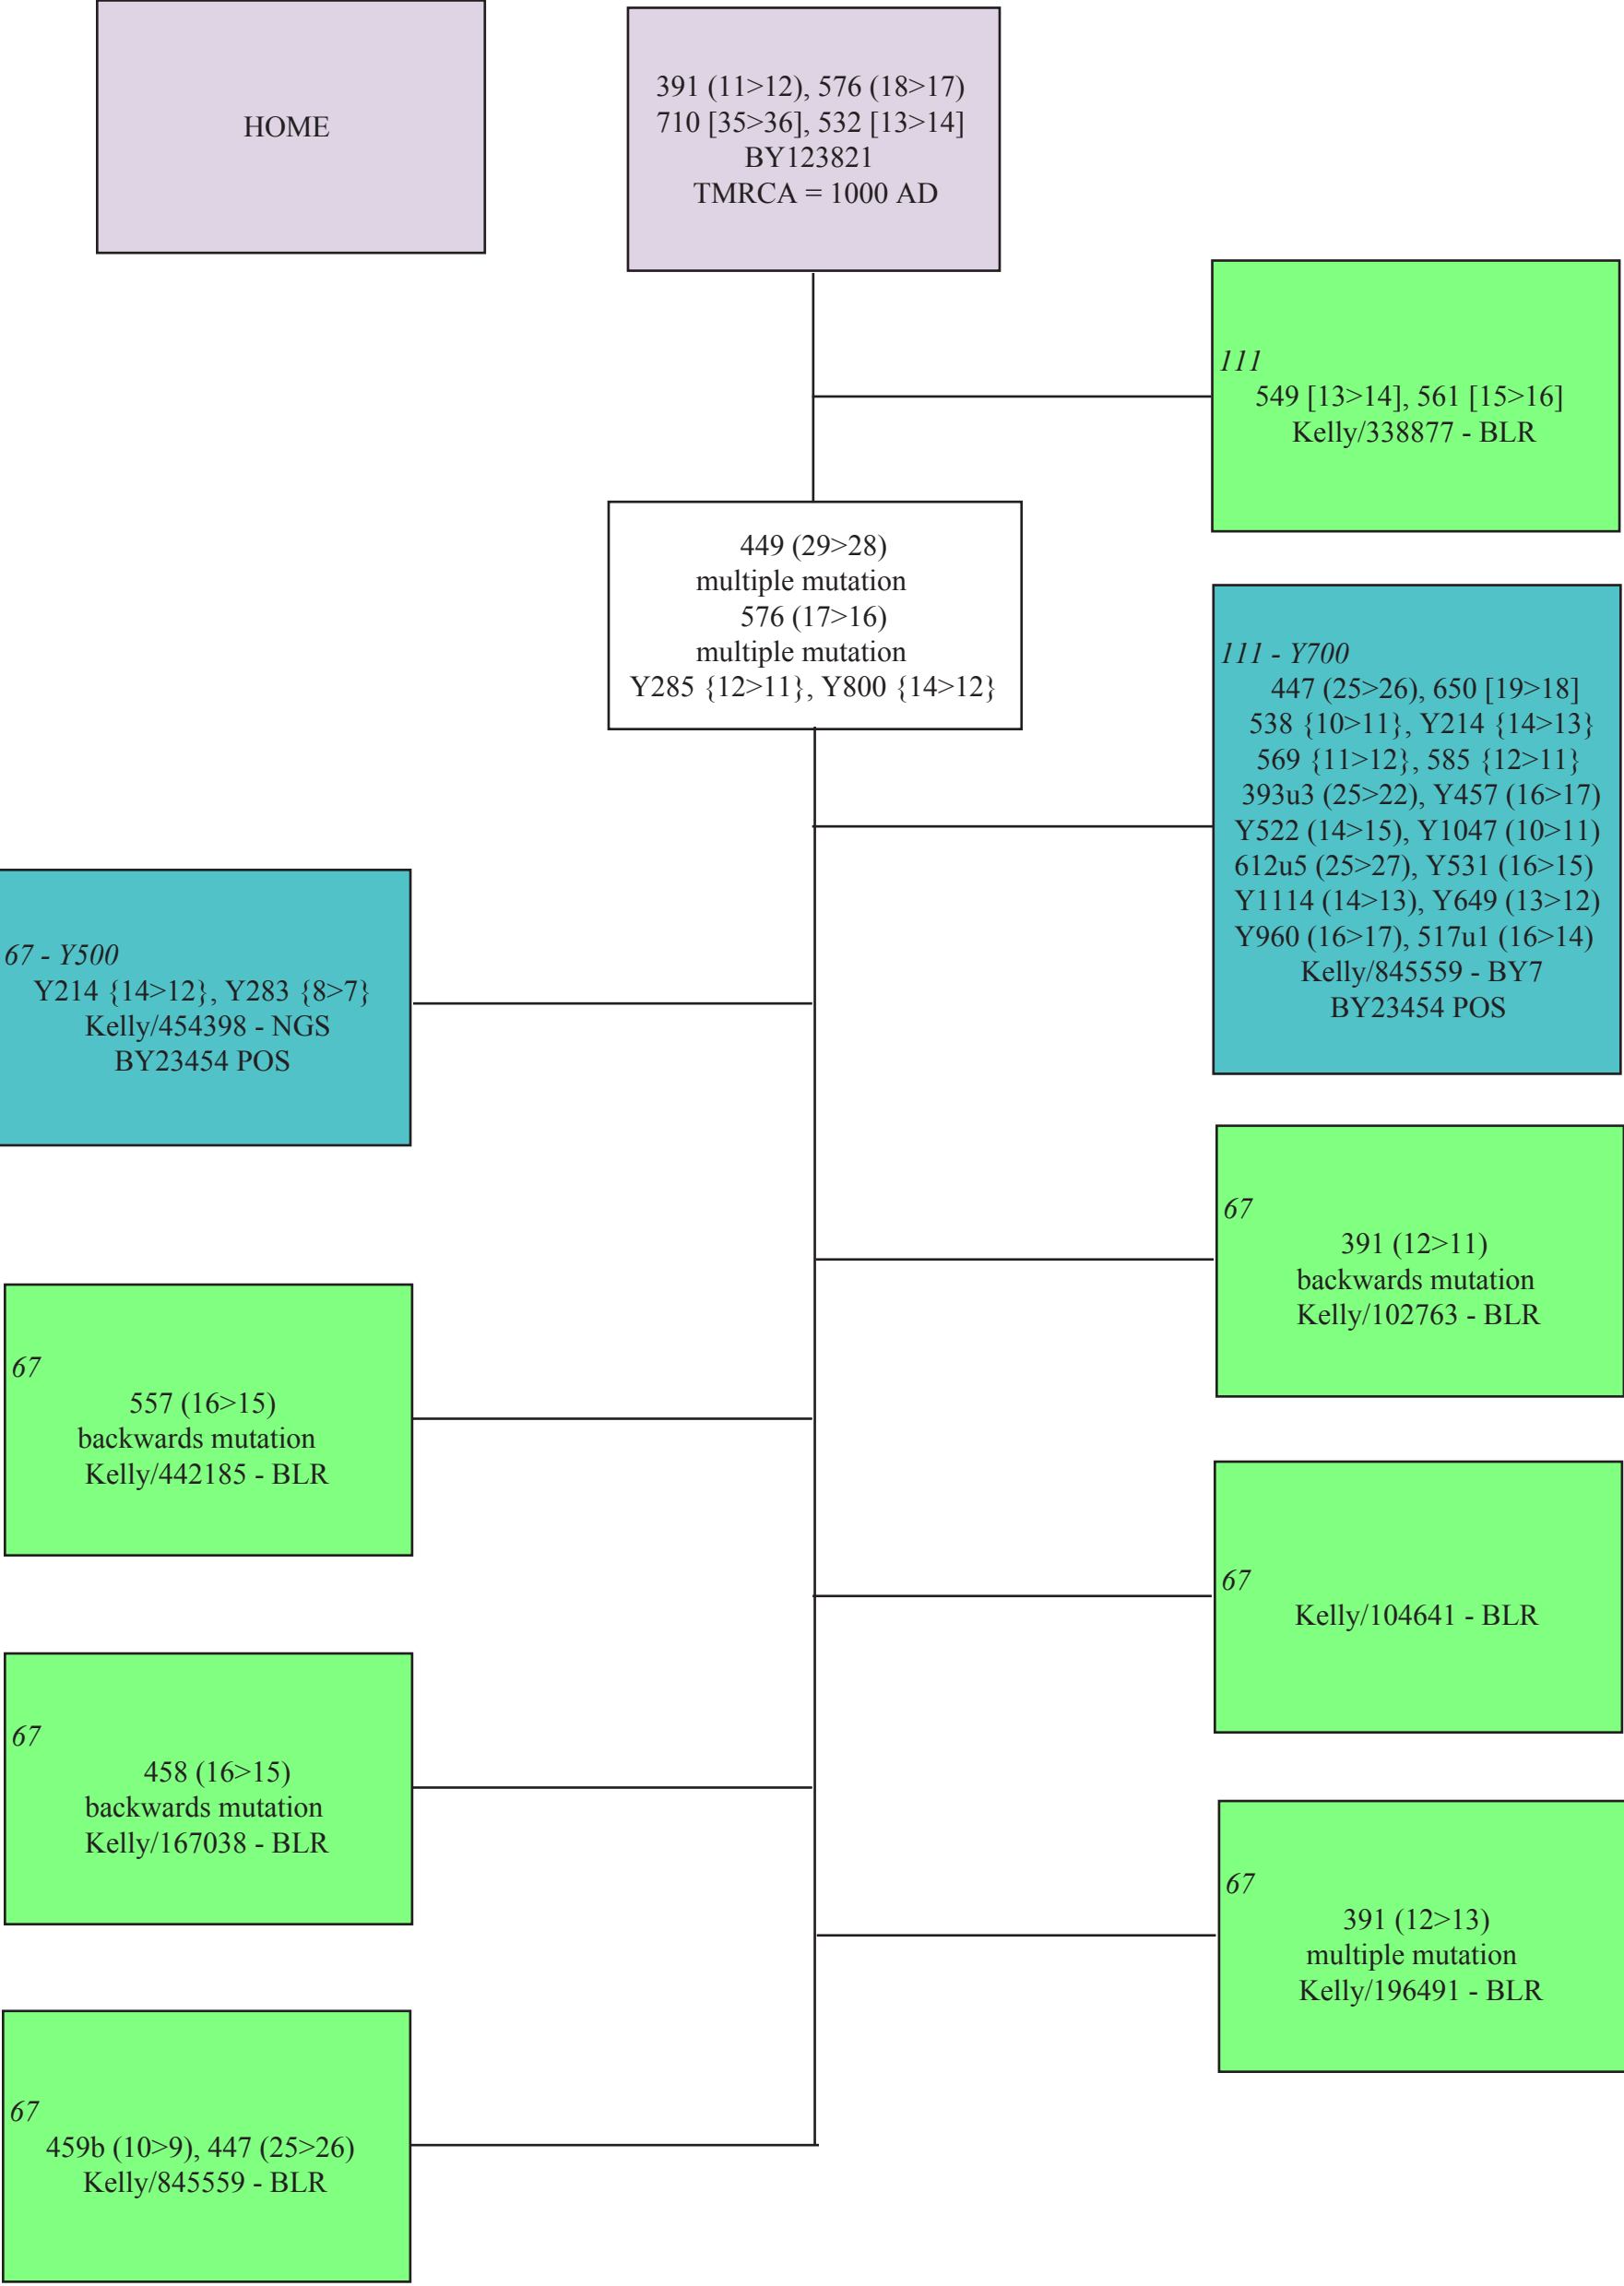 HOME
391 (11>12), 576 (18>17)
710 [35>36], 532 [13>14]
BY123821
TMRCA = 1000 AD
111
549 [13>14], 561 [15>16]
Kelly/338877 - BLR
449 (29>28)
multiple mutation
576 (17>16)
multiple mutation
Y285 {12>11}, Y800 {14>12}
111 - Y700
447 (25>26), 650 [19>18]
538 {10>11}, Y214 {14>13}
569 {11>12}, 585 {12>11}
393u3 (25>22), Y457 (16>17)
Y522 (14>15), Y1047 (10>11)
612u5 (25>27), Y531 (16>15)
Y1114 (14>13), Y649 (13>12)
Y960 (16>17), 517u1 (16>14)
Kelly/845559 - BY7
BY23454 POS
67 - Y500
Y214 {14>12}, Y283 {8>7}
Kelly/454398 - NGS
BY23454 POS
67
391 (12>11)
backwards mutation
Kelly/102763 - BLR
67
557 (16>15)
backwards mutation
Kelly/442185 - BLR
67
Kelly/104641 - BLR
67
458 (16>15)
backwards mutation
Kelly/167038 - BLR
67
391 (12>13)
multiple mutation
Kelly/196491 - BLR
67
459b (10>9), 447 (25>26)
Kelly/845559 - BLR